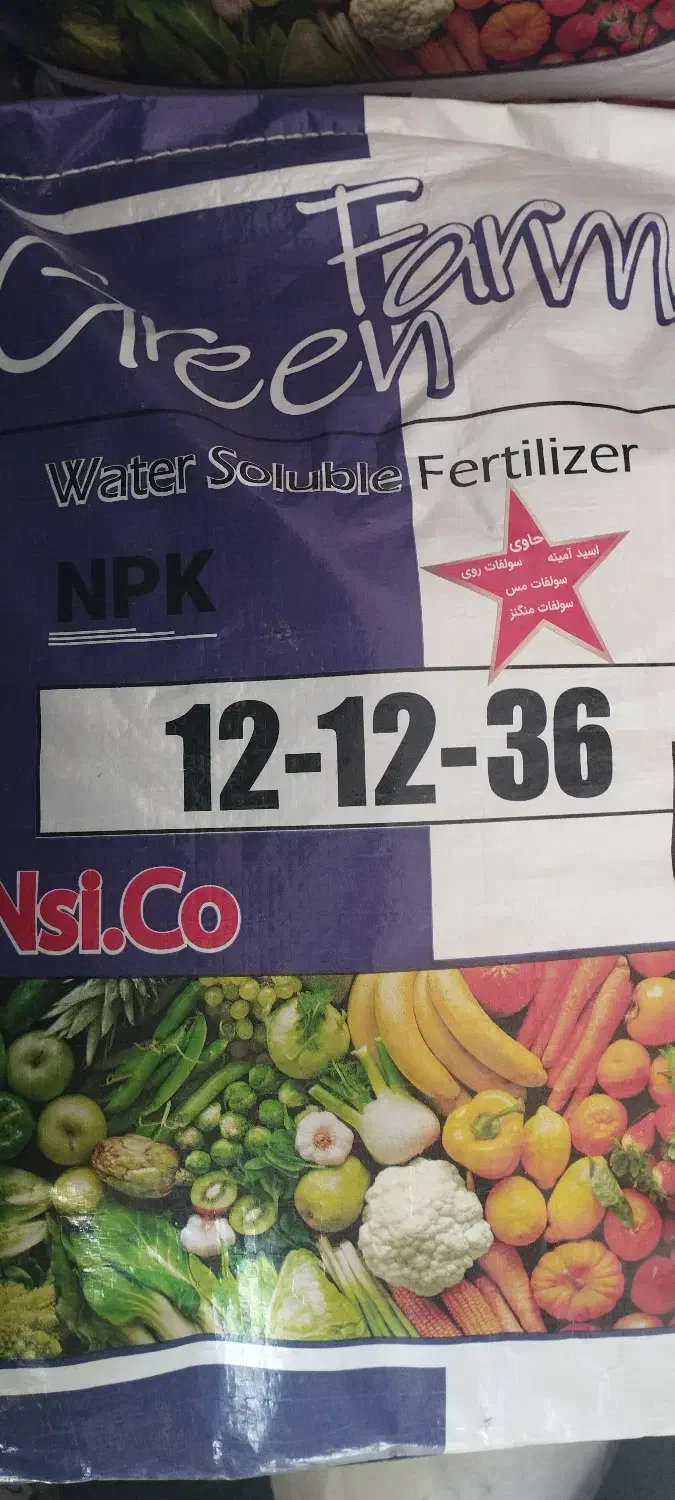 Farm
Green
Water Soluble Fertilizer
حاوی
اسید آمینه سولفات روی
سولفات مس
سولفات منگنز
NPK
12-12-36
Nsi.Co